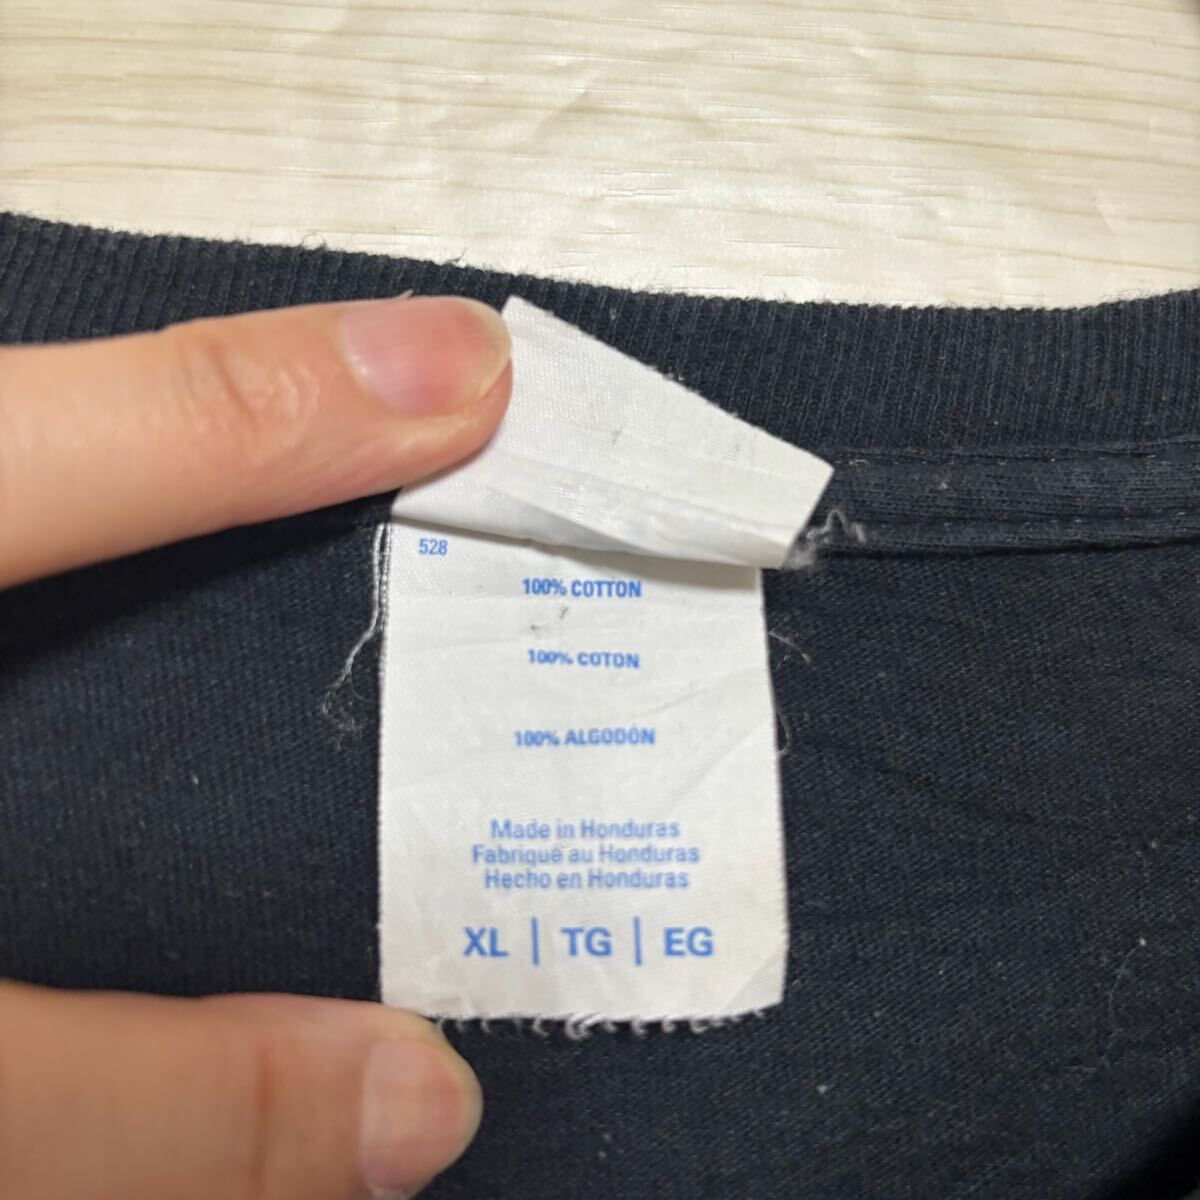 528
100% COTTON
100% COTON
100% ALGODÓN
Made in Honduras
Fabriqué au Honduras
Hecho en Honduras
XL | TG | EG